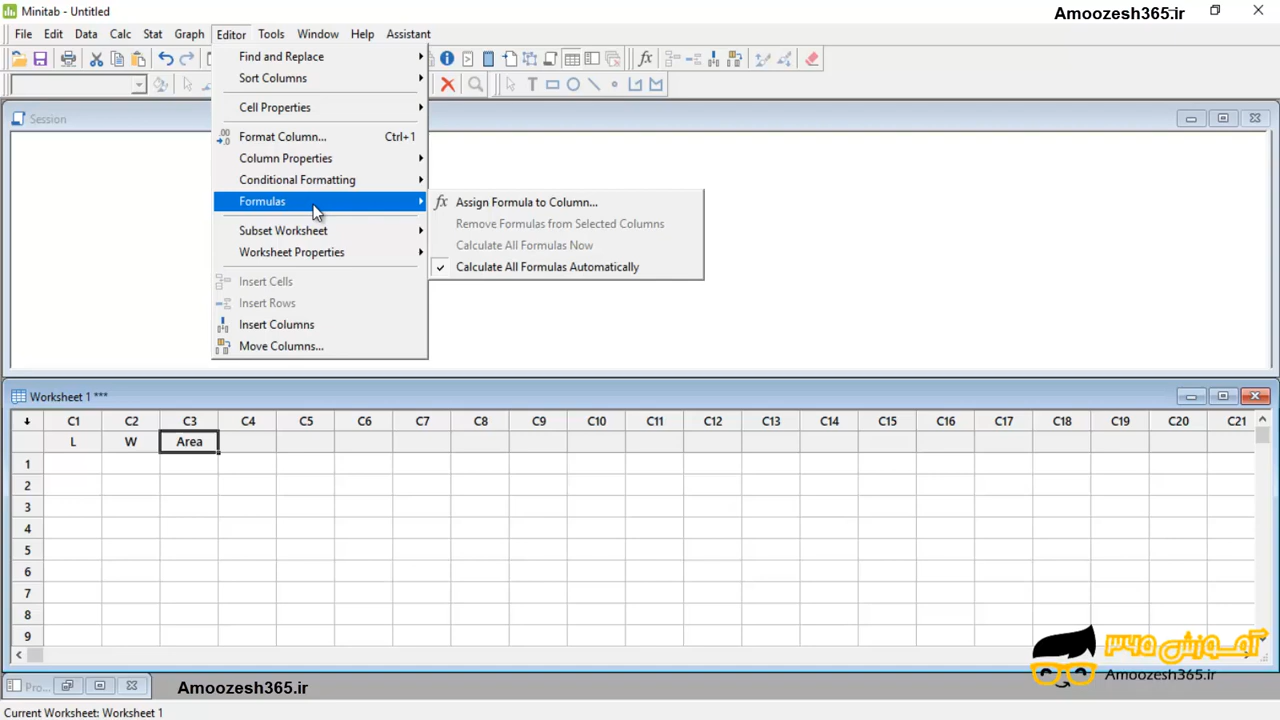 Minitab - Untitled
Amoozesh365.ir
File Edit Data Calc Stat Graph Editor Tools Window Help Assistant
Find and Replace
Sort Columns
Cell Properties
Format Column... Ctrl+1
Column Properties
Conditional Formatting
Formulas
Subset Worksheet
Worksheet Properties
Insert Cells
Insert Rows
Insert Columns
Move Columns...
fx Assign Formula to Column...
Remove Formulas from Selected Columns
Calculate All Formulas Now
Calculate All Formulas Automatically
Session
Worksheet 1 ***
C1 C2 C3 C4 C5 C6 C7 C8 C9 C10 C11 C12 C13 C14 C15 C16 C17 C18 C19 C20 C21
L W Area
1
2
3
4
5
6
7
8
9
آموزش ۳۶۵
Amoozesh365.ir
Pro...
Amoozesh365.ir
Current Worksheet: Worksheet 1